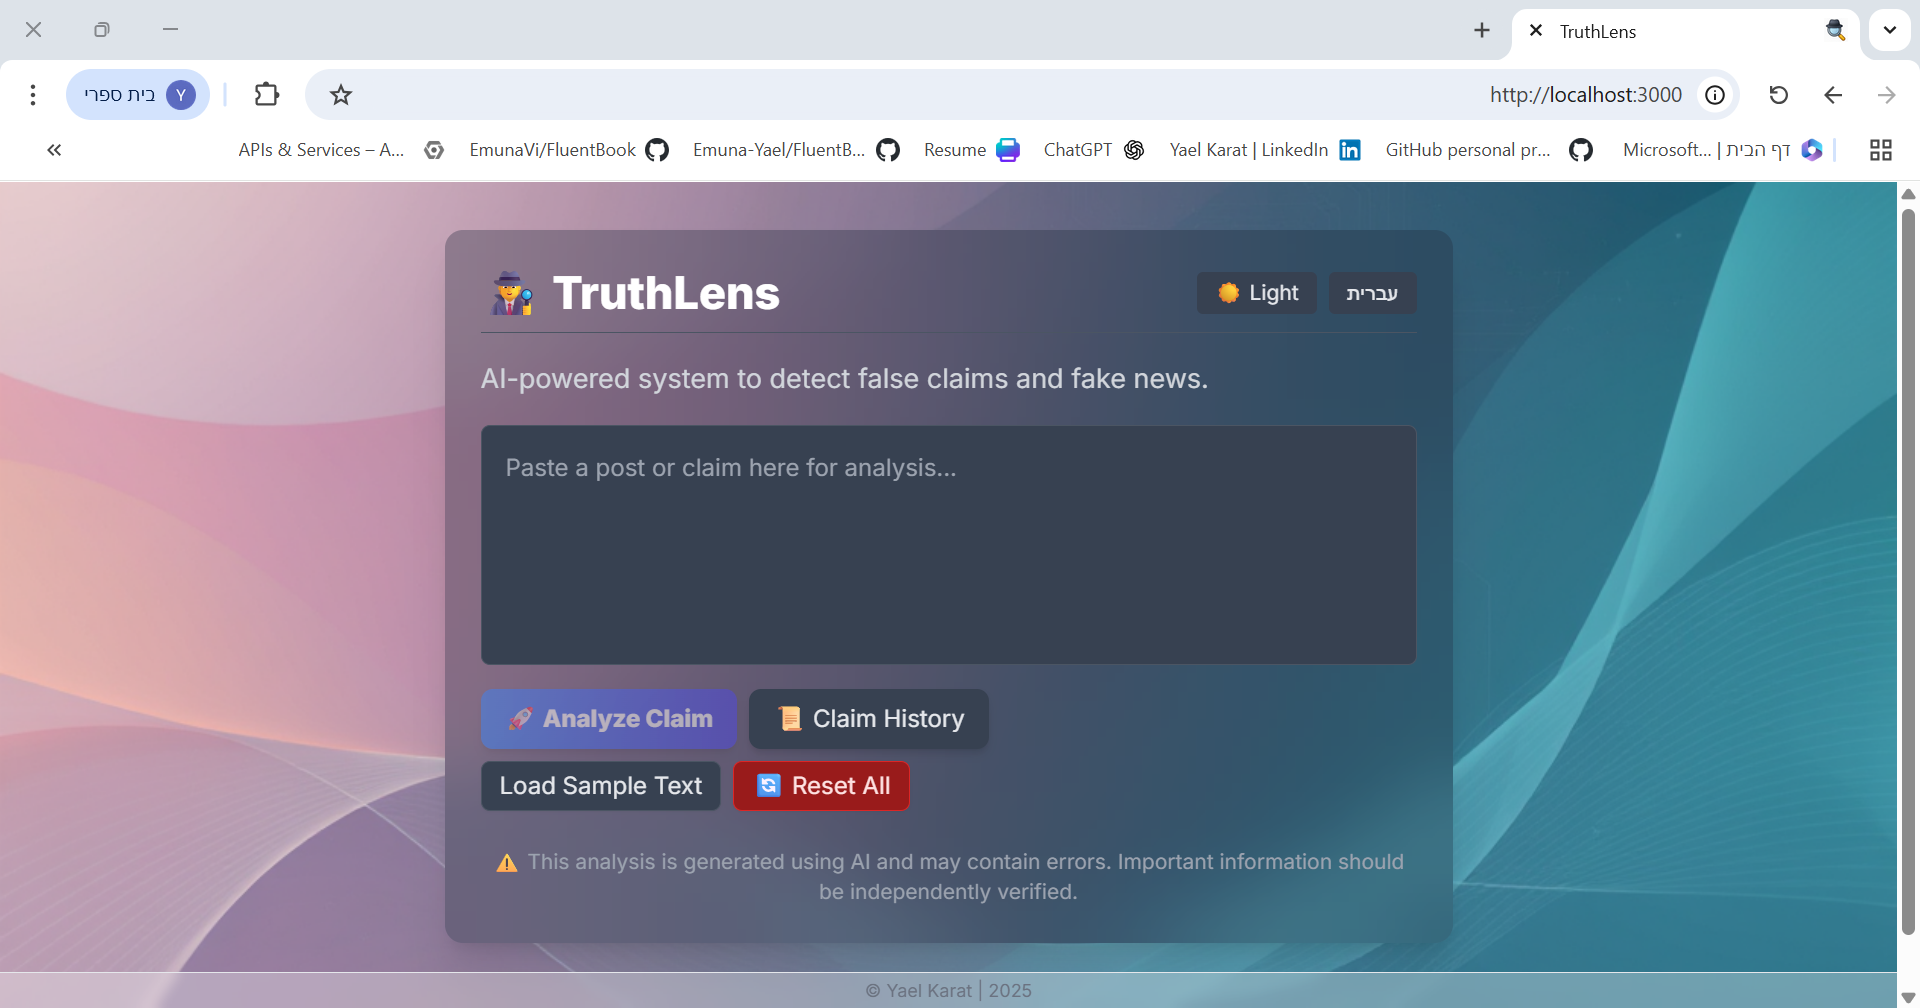 TruthLens
בית ספרי
Y
http://localhost:3000
APIs & Services – A...
EmunaVi/FluentBook
Emuna-Yael/FluentB...
Resume
ChatGPT
Yael Karat | LinkedIn
GitHub personal pr...
דף הבית | Microsoft...
TruthLens
Light
עברית
AI-powered system to detect false claims and fake news.
Paste a post or claim here for analysis...
Analyze Claim
Claim History
Load Sample Text
Reset All
This analysis is generated using AI and may contain errors. Important information should
be independently verified.
© Yael Karat | 2025